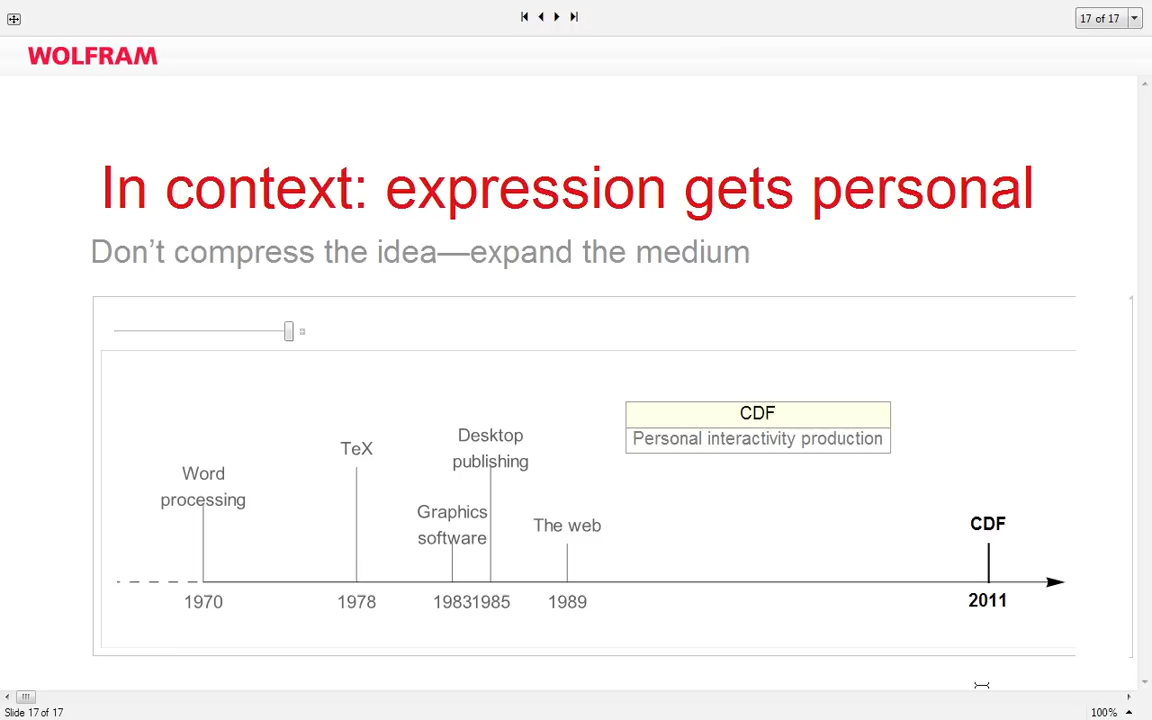 17 of 17
WOLFRAM
In context: expression gets personal
Don’t compress the idea—expand the medium
CDF
Personal interactivity production
Word
processing
TeX
Graphics
software
Desktop
publishing
The web
CDF
1970
1978
1983
1985
1989
2011
Slide 17 of 17
100%